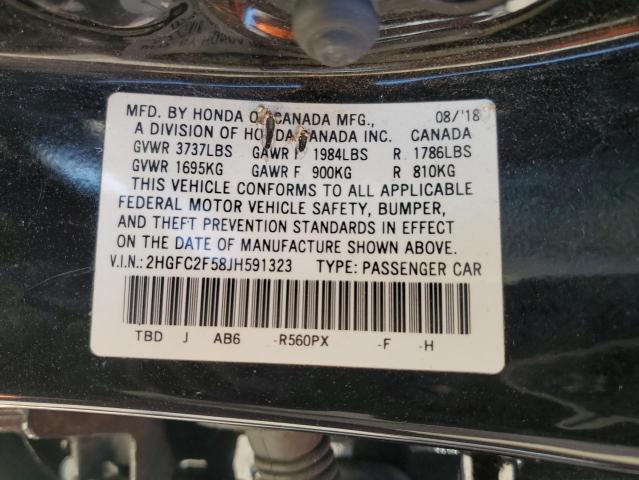 MFD. BY HONDA OF CANADA MFG., 08/'18
A DIVISION OF HONDA CANADA INC. CANADA
GVWR 3737LBS GAWR F 1984LBS R 1786LBS
GVWR 1695KG GAWR F 900KG R 810KG
THIS VEHICLE CONFORMS TO ALL APPLICABLE
FEDERAL MOTOR VEHICLE SAFETY, BUMPER,
AND THEFT PREVENTION STANDARDS IN EFFECT
ON THE DATE OF MANUFACTURE SHOWN ABOVE.
V.I.N.: 2HGFC2F58JH591323 TYPE: PASSENGER CAR
TBD J AB6 -R560PX -F -H